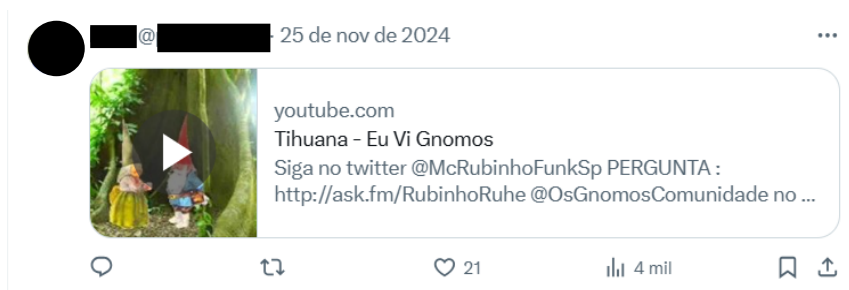 @ · 25 de nov de 2024
youtube.com
Tihuana - Eu Vi Gnomos
Siga no twitter @McRubinhoFunkSp PERGUNTA :
http://ask.fm/RubinhoRuhe @OsGnomosComunidade no ...
21
4 mil